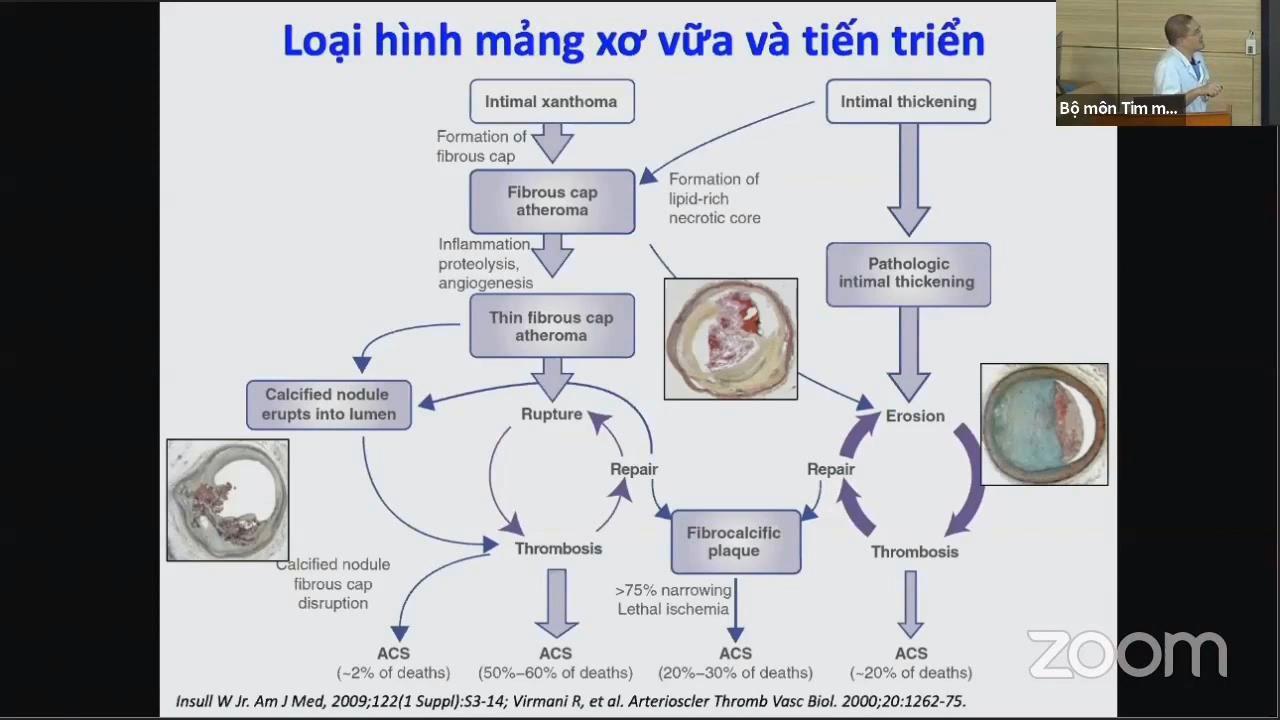 Loại hình mảng xơ vữa và tiến triển
Bộ môn Tim m...
Intimal xanthoma
Intimal thickening
Formation of
fibrous cap
Fibrous cap
atheroma
Formation of
lipid-rich
necrotic core
Inflammation,
proteolysis,
angiogenesis
Pathologic
intimal thickening
Thin fibrous cap
atheroma
Calcified nodule
erupts into lumen
Rupture
Erosion
Repair
Repair
Thrombosis
Fibrocalcific
plaque
Thrombosis
Calcified nodule
fibrous cap
disruption
>75% narrowing
Lethal ischemia
ACS
(~2% of deaths)
ACS
(50%–60% of deaths)
ACS
(20%–30% of deaths)
ACS
(~20% of deaths)
zoom
Insull W Jr. Am J Med, 2009;122(1 Suppl):S3-14; Virmani R, et al. Arterioscler Thromb Vasc Biol. 2000;20:1262-75.